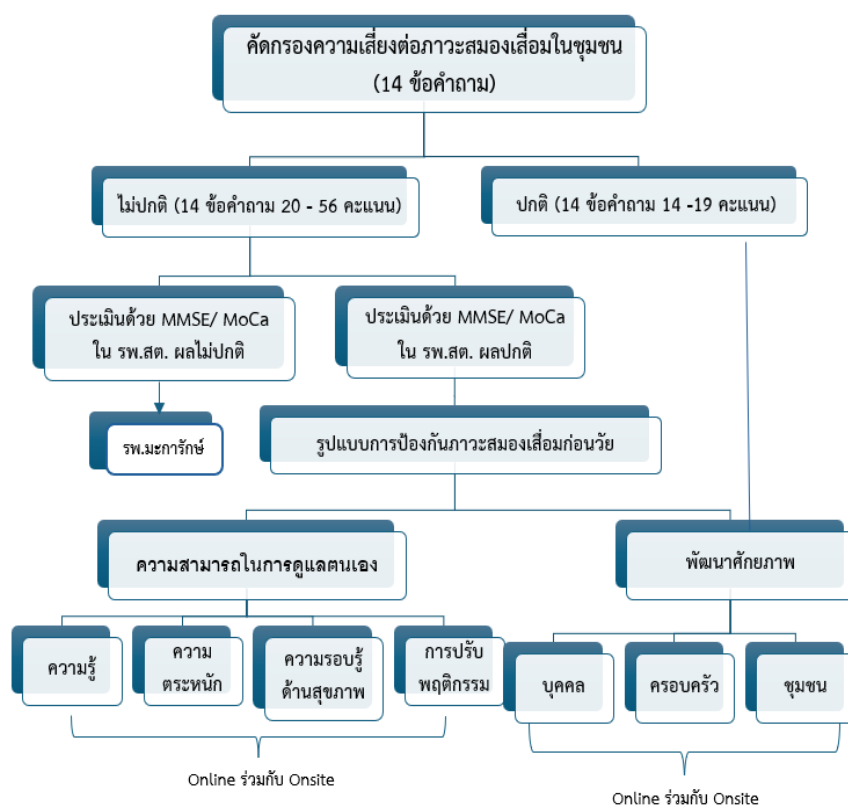 คัดกรองความเสี่ยงต่อภาวะสมองเสื่อมในชุมชน
(14 ข้อคำถาม)
ไม่ปกติ (14 ข้อคำถาม 20 - 56 คะแนน)
ปกติ (14 ข้อคำถาม 14 -19 คะแนน)
ประเมินด้วย MMSE/ MoCa
ใน รพ.สต. ผลไม่ปกติ
ประเมินด้วย MMSE/ MoCa
ใน รพ.สต. ผลปกติ
รพ.มะการักษ์
รูปแบบการป้องกันภาวะสมองเสื่อมก่อนวัย
ความสามารถในการดูแลตนเอง
พัฒนาศักยภาพ
ความรู้
ความ
ตระหนัก
ความรอบรู้
ด้านสุขภาพ
การปรับ
พฤติกรรม
บุคคล
ครอบครัว
ชุมชน
Online ร่วมกับ Onsite
Online ร่วมกับ Onsite